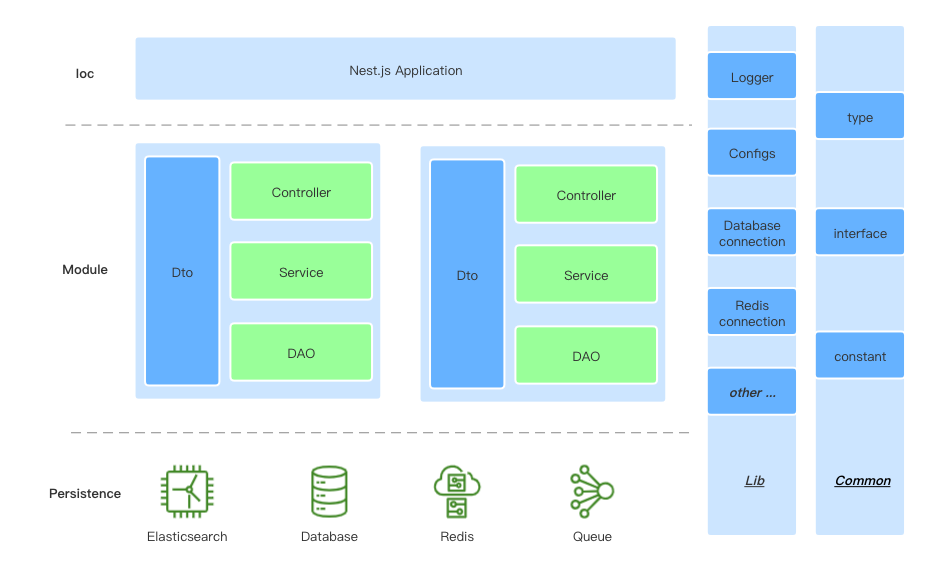 Ioc
Nest.js Application
Module
Dto
Controller
Service
DAO
Dto
Controller
Service
DAO
Persistence
Elasticsearch
Database
Redis
Queue
Logger
Configs
Database
connection
Redis
connection
other ...
Lib
type
interface
constant
Common